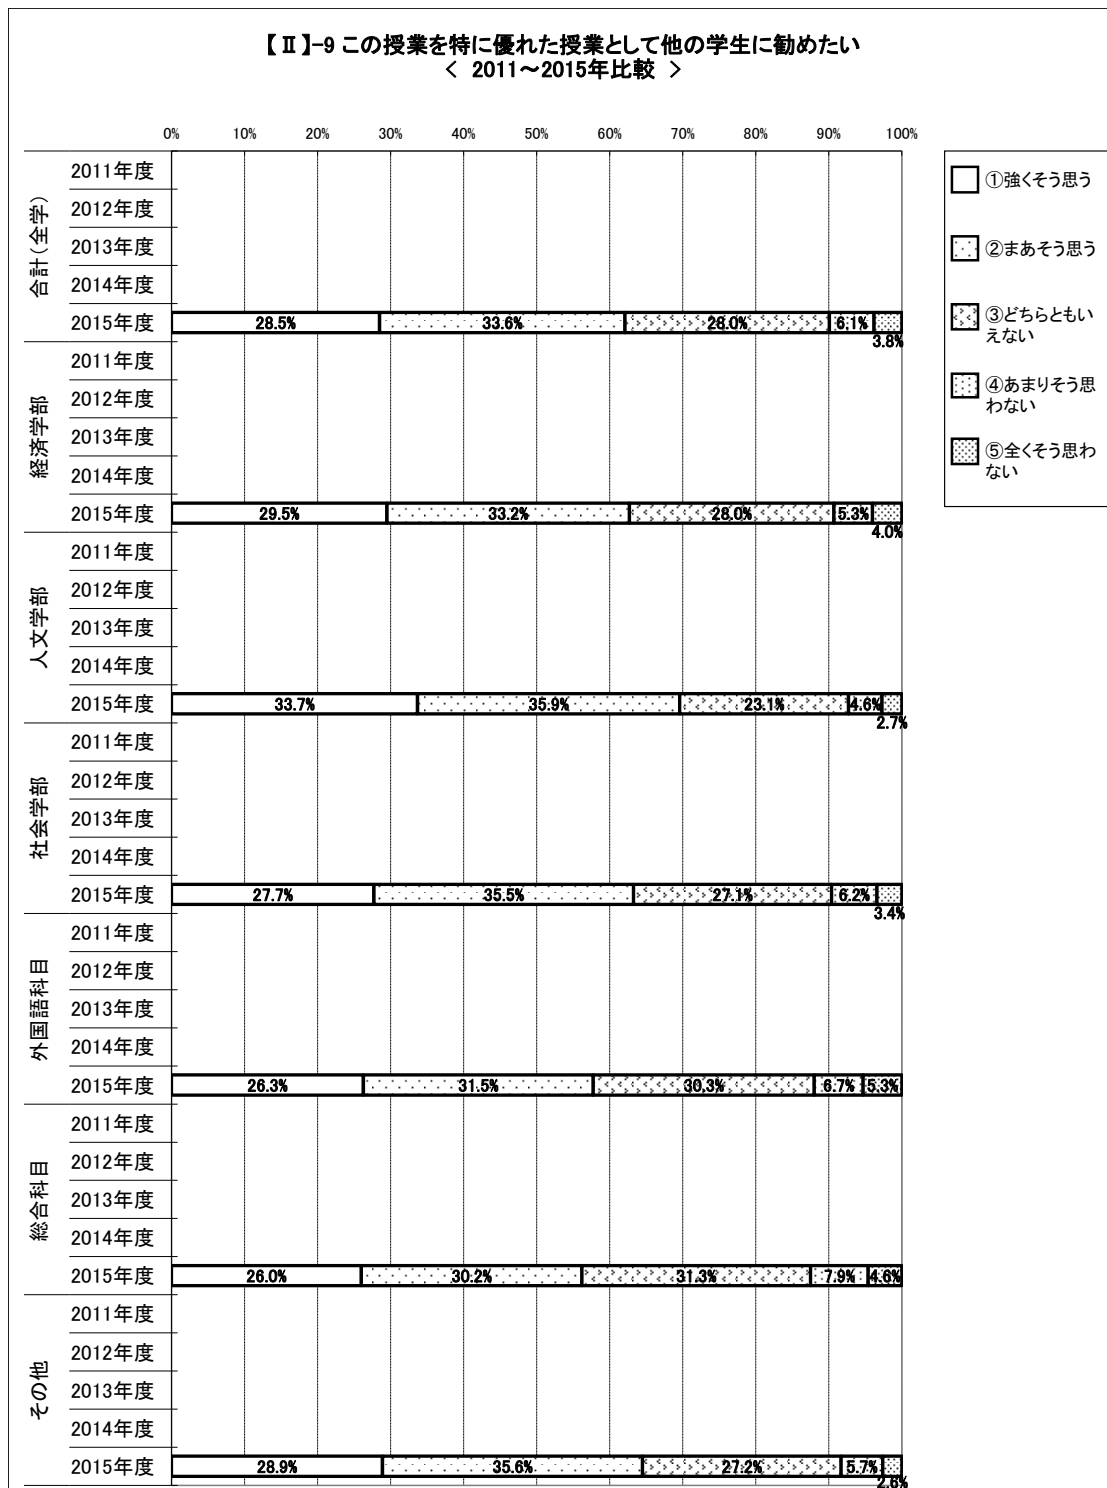 【Ⅱ】-9 この授業を特に優れた授業として他の学生に勧めたい
＜ 2011～2015年比較 ＞
0% 10% 20% 30% 40% 50% 60% 70% 80% 90% 100%
合計（全学）
2011年度
2012年度
2013年度
2014年度
2015年度 28.5% 33.6% 28.0% 6.1% 3.8%
経済学部
2011年度
2012年度
2013年度
2014年度
2015年度 29.5% 33.2% 28.0% 5.3% 4.0%
人文学部
2011年度
2012年度
2013年度
2014年度
2015年度 33.7% 35.9% 23.1% 4.6% 2.7%
社会学部
2011年度
2012年度
2013年度
2014年度
2015年度 27.7% 35.5% 27.1% 6.2% 3.4%
外国語科目
2011年度
2012年度
2013年度
2014年度
2015年度 26.3% 31.5% 30.3% 6.7% 5.3%
総合科目
2011年度
2012年度
2013年度
2014年度
2015年度 26.0% 30.2% 31.3% 7.9% 4.6%
その他
2011年度
2012年度
2013年度
2014年度
2015年度 28.9% 35.6% 27.2% 5.7% 2.6%
①強くそう思う
②まあそう思う
③どちらともい
えない
④あまりそう思
わない
⑤全くそう思わ
ない